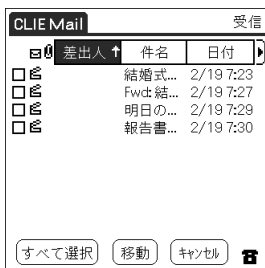 CLIE Mail 受信
差出人 件名 日付
結婚式... 2/19 7:23
Fwd: 結... 2/19 7:27
明日の... 2/19 7:29
報告書... 2/19 7:30
すべて選択 移動 キャンセル